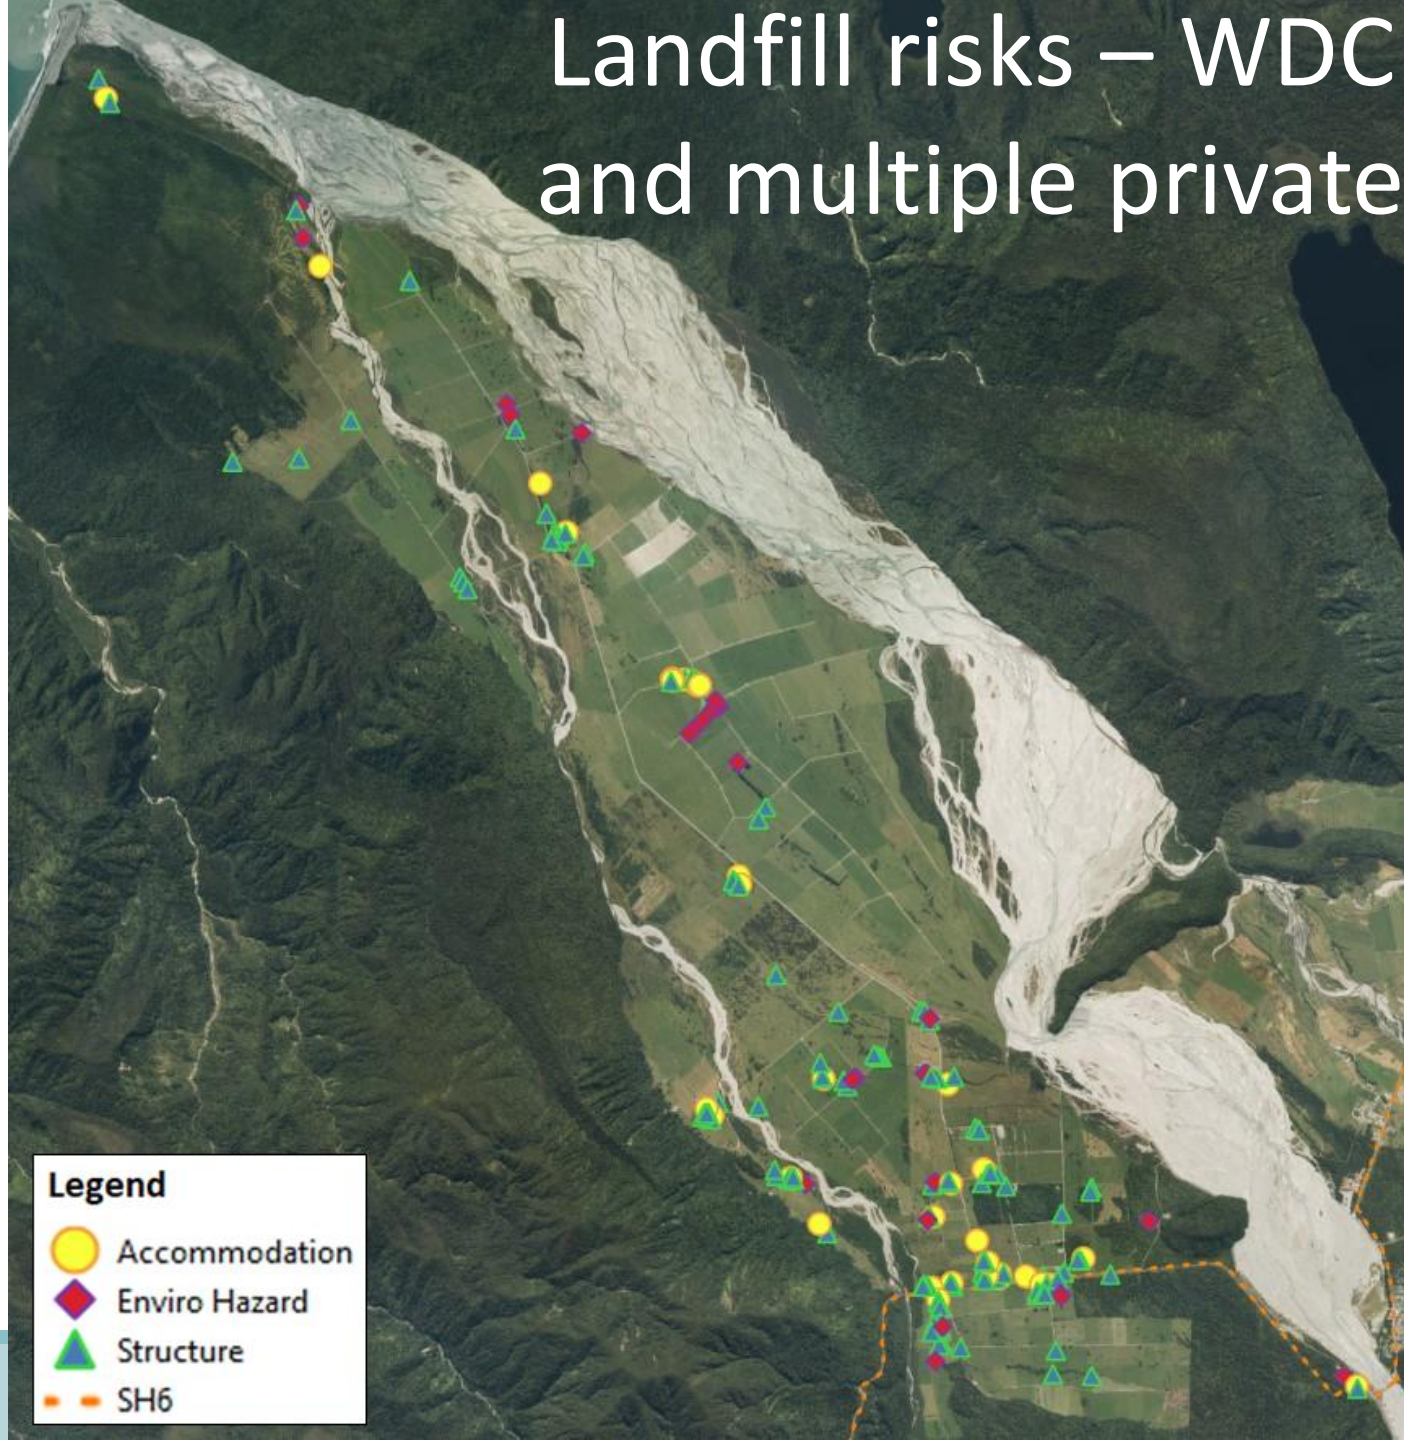 Landfill risks – WDC
and multiple private
Legend
Accommodation
Enviro Hazard
Structure
SH6